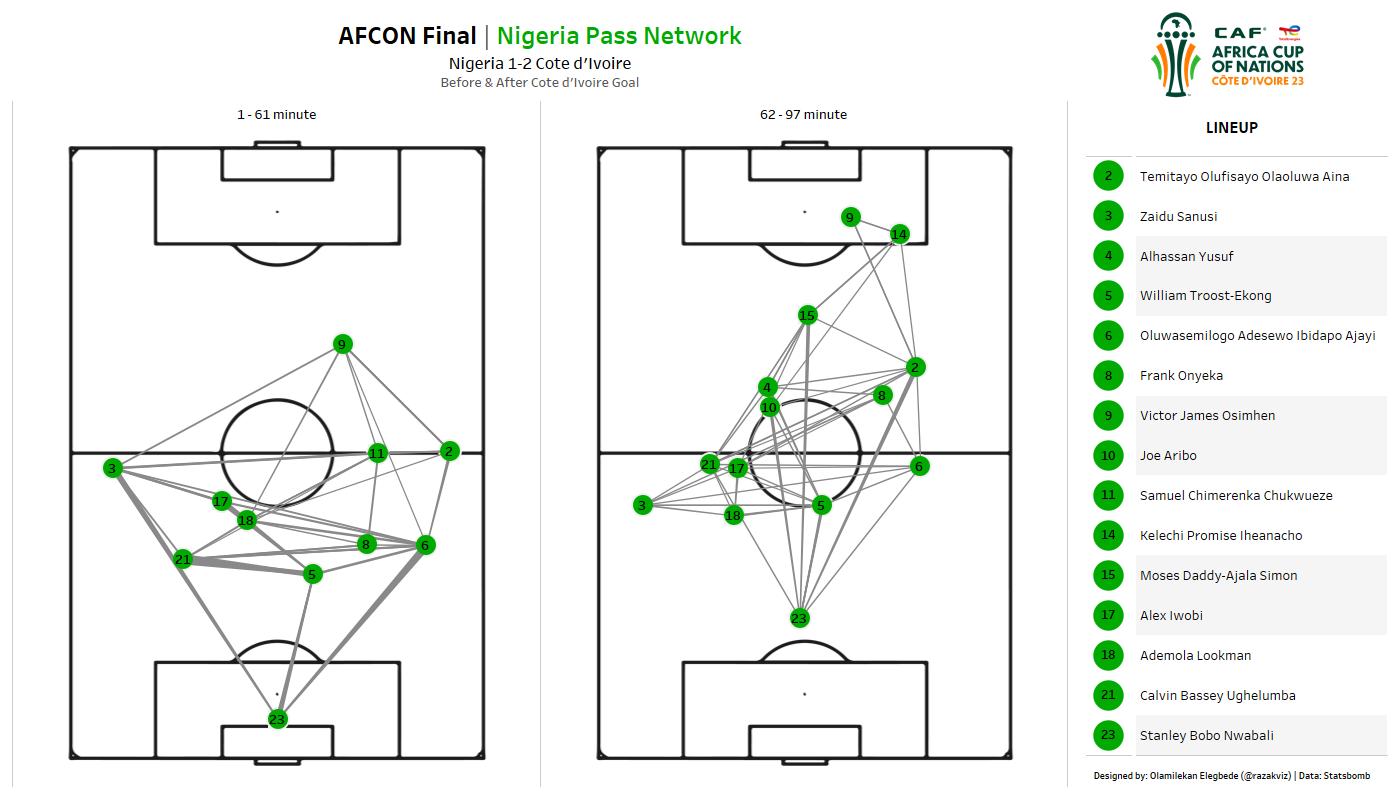 AFCON Final | Nigeria Pass Network
Nigeria 1-2 Cote d'Ivoire
Before & After Cote d'Ivoire Goal
CAF TotalEnergies
AFRICA CUP
OF NATIONS
CÔTE D'IVOIRE 23
1 - 61 minute
9
11
2
3
17
18
8
6
21
5
23
62 - 97 minute
9
14
15
2
4
8
10
21
17
6
3
18
5
23
LINEUP
2 Temitayo Olufisayo Olaoluwa Aina
3 Zaidu Sanusi
4 Alhassan Yusuf
5 William Troost-Ekong
6 Oluwasemilogo Adesewo Ibidapo Ajayi
8 Frank Onyeka
9 Victor James Osimhen
10 Joe Aribo
11 Samuel Chimerenka Chukwueze
14 Kelechi Promise Iheanacho
15 Moses Daddy-Ajala Simon
17 Alex Iwobi
18 Ademola Lookman
21 Calvin Bassey Ughelumba
23 Stanley Bobo Nwabali
Designed by: Olamilekan Elegbede (@razakviz) | Data: Statsbomb